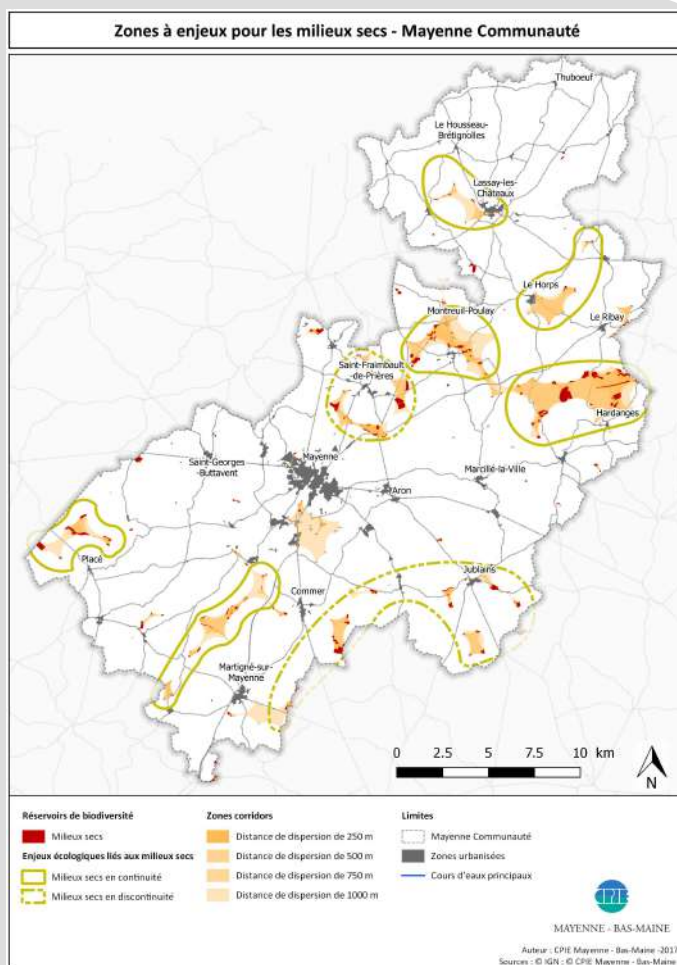 Zones à enjeux pour les milieux secs - Mayenne Communauté
Thuboeuf
Le Housseau-
Brétignolles
Lassay-les-
Châteaux
Le Horps
Montreuil-Poulay
Le Ribay
Saint-Fraimbault
-de-Prières
Hardanges
Mayenne
Saint-Georges
-Buttavent
Marcillé-la-Ville
Aron
Placé
Jublains
Commer
Martigné-sur-
Mayenne
0 2.5 5 7.5 10 km
N
Réservoirs de biodiversité
Milieux secs
Enjeux écologiques liés aux milieux secs
Milieux secs en continuité
Milieux secs en discontinuité
Zones corridors
Distance de dispersion de 250 m
Distance de dispersion de 500 m
Distance de dispersion de 750 m
Distance de dispersion de 1000 m
Limites
Mayenne Communauté
Zones urbanisées
Cours d'eaux principaux
CPIE
MAYENNE - BAS-MAINE
Auteur : CPIE Mayenne - Bas-Maine -2017
Sources : © IGN ; © CPIE Mayenne - Bas-Maine